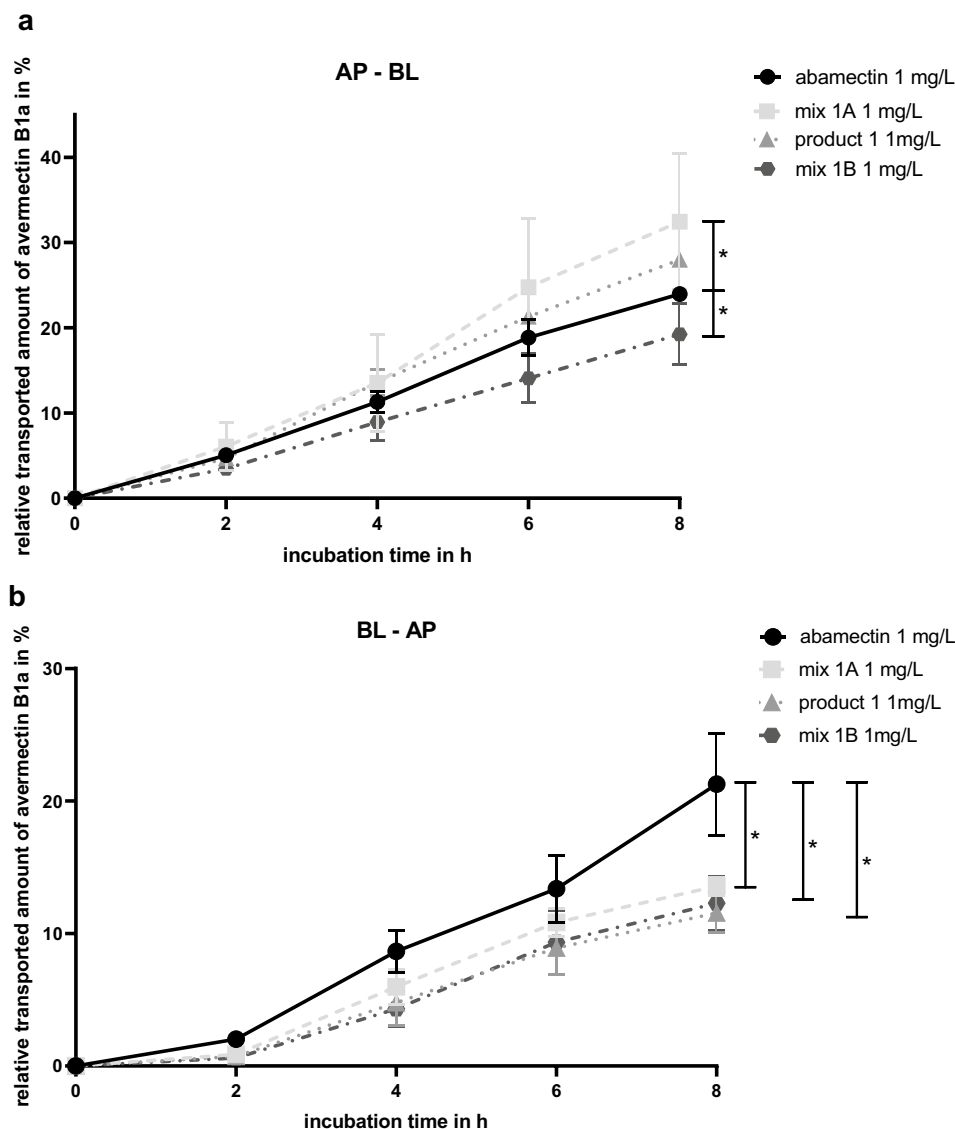 a
AP - BL
relative transported amount of avermectin B1a in %
40
30
20
10
0
0 2 4 6 8
incubation time in h
abamectin 1 mg/L
mix 1A 1 mg/L
product 1 1mg/L
mix 1B 1 mg/L
*
*
b
BL - AP
relative transported amount of avermectin B1a in %
30
20
10
0
0 2 4 6 8
incubation time in h
abamectin 1 mg/L
mix 1A 1 mg/L
product 1 1mg/L
mix 1B 1mg/L
* * *